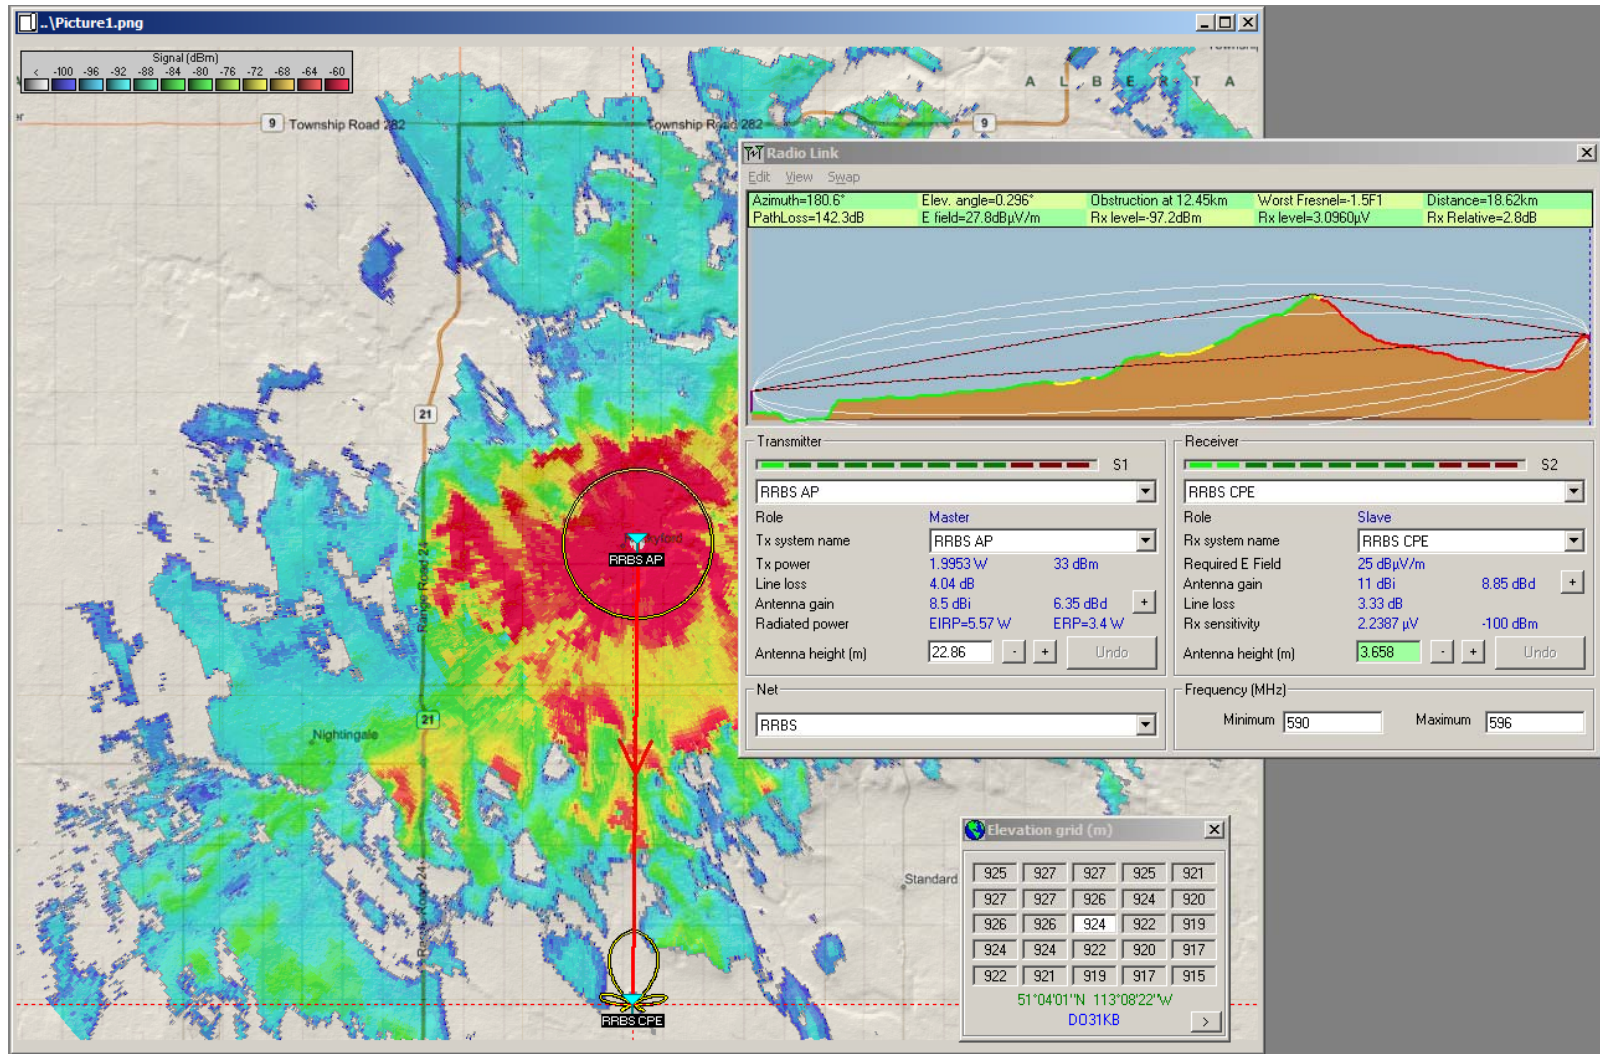 ..\Picture1.png
Signal (dBm)
< -100 -96 -92 -88 -84 -80 -76 -72 -68 -64 -60
A L B E R T A
9 Township Road 282
Township Road 282
9
21
Range Road 24
RRBS AP
21
Nightingale
Range Road 24
Standard
RRBS CPE
Radio Link
Edit View Swap
Azimuth=180.6° Elev. angle=0.296° Obstruction at 12.45km Worst Fresnel=-1.5F1 Distance=18.62km
PathLoss=142.3dB E field=27.8dBµV/m Rx level=-97.2dBm Rx level=3.0960µV Rx Relative=2.8dB
Transmitter
S1
RRBS AP
Role Master
Tx system name RRBS AP
Tx power 1.9953 W 33 dBm
Line loss 4.04 dB
Antenna gain 8.5 dBi 6.35 dBd +
Radiated power EIRP=5.57 W ERP=3.4 W
Antenna height (m) 22.86 - + Undo
Net
RRBS
Receiver
S2
RRBS CPE
Role Slave
Rx system name RRBS CPE
Required E Field 25 dBµV/m
Antenna gain 11 dBi 8.85 dBd +
Line loss 3.33 dB
Rx sensitivity 2.2387 µV -100 dBm
Antenna height (m) 3.658 - + Undo
Frequency (MHz)
Minimum 590 Maximum 596
Elevation grid (m)
925 927 927 925 921
927 927 926 924 920
926 926 924 922 919
924 924 922 920 917
922 921 919 917 915
51°04'01"N 113°08'22"W
DO31KB >